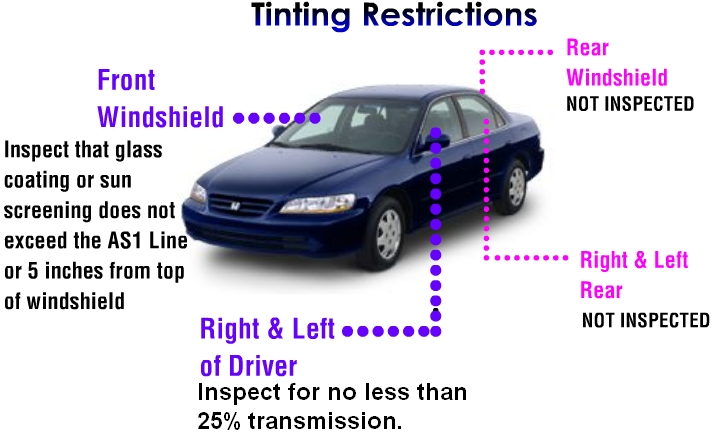 Tinting Restrictions
Front
Windshield
Inspect that glass
coating or sun
screening does not
exceed the AS1 Line
or 5 inches from top
of windshield
Rear
Windshield
NOT INSPECTED
Right & Left
Rear
NOT INSPECTED
Right & Left
of Driver
Inspect for no less than
25% transmission.